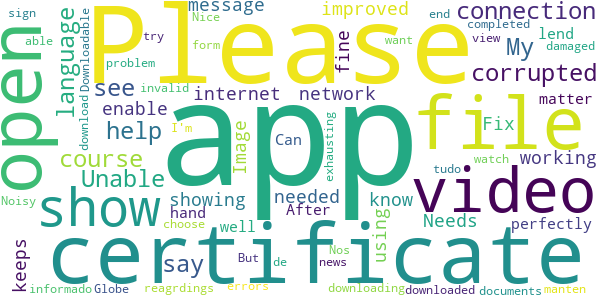 sign
Nice
message
improved
end
completed
connection
able
Please
try
fine
My
view
lend
damaged
open
language
Downloadable
form
want
see
problem
invalid
corrupted
download
enable
internet
network
matter
help
app
file
Fix
I'm
Image
Can
exhausting
working
course
Unable
watch
tudo
video
show
showing
needed
know
hand
After
Needs
perfectly
Noisy
choose
well
using
certificate
keeps
say
But
Nos
de
news
errors
informado
Globe
reagrdings
downloading
downloaded
documents
manten